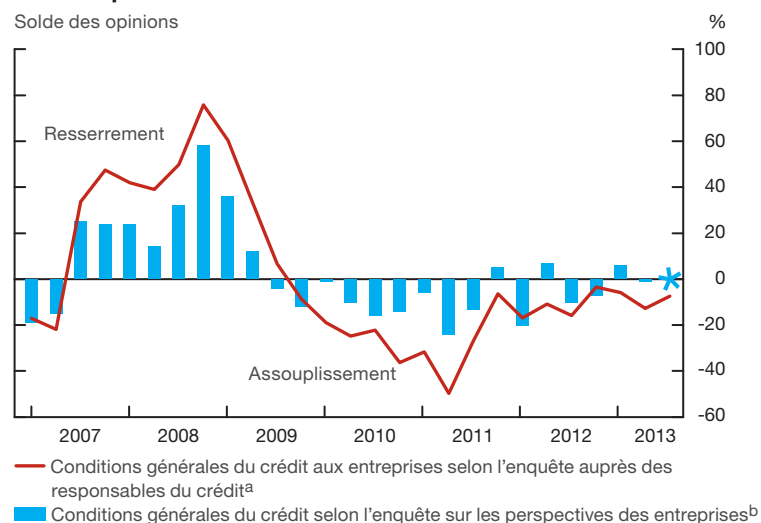 Solde des opinions
%
100
80
Resserrement
60
40
20
0
-20
Assouplissement
-40
-60
2007 2008 2009 2010 2011 2012 2013
Conditions générales du crédit aux entreprises selon l'enquête auprès des
responsables du créditᵃ
Conditions générales du crédit selon l'enquête sur les perspectives des entreprisesᵇ